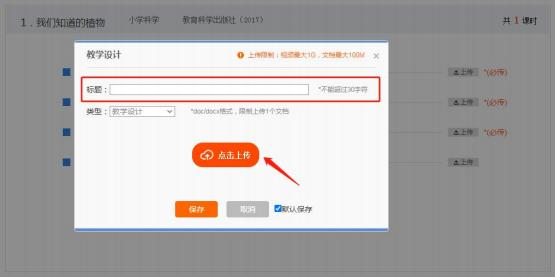 1．我们知道的植物 小学科学 教育科学出版社（2017） 共 1 课时
教学设计 上传限制：视频最大1G，文档最大100M ×
上传 *(必传)
标题： *不能超过30字符
类型： 教学设计 *doc/docx格式，限制上传1个文档
上传 *(必传)
上传 *(必传)
点击上传
上传
保存 取消 默认保存